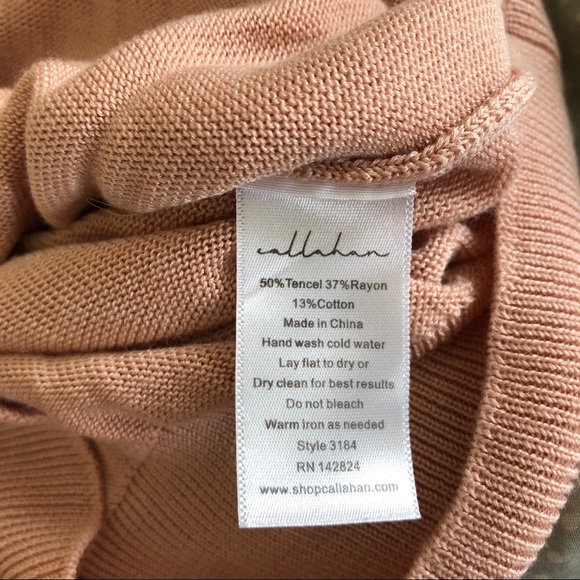 callahan
50%Tencel 37%Rayon
13%Cotton
Made in China
Hand wash cold water
Lay flat to dry or
Dry clean for best results
Do not bleach
Warm iron as needed
Style 3184
RN 142824
www.shopcallahan.com